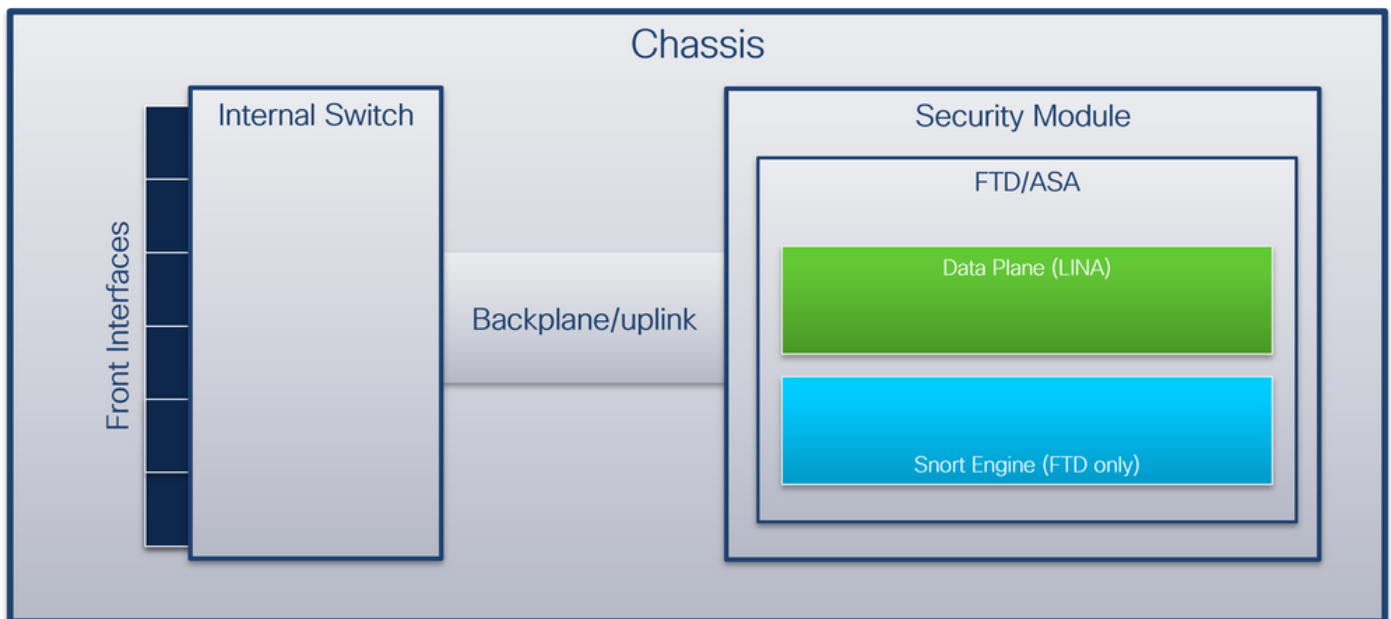 Chassis
Internal Switch
Front Interfaces
Backplane/uplink
Security Module
FTD/ASA
Data Plane (LINA)
Snort Engine (FTD only)